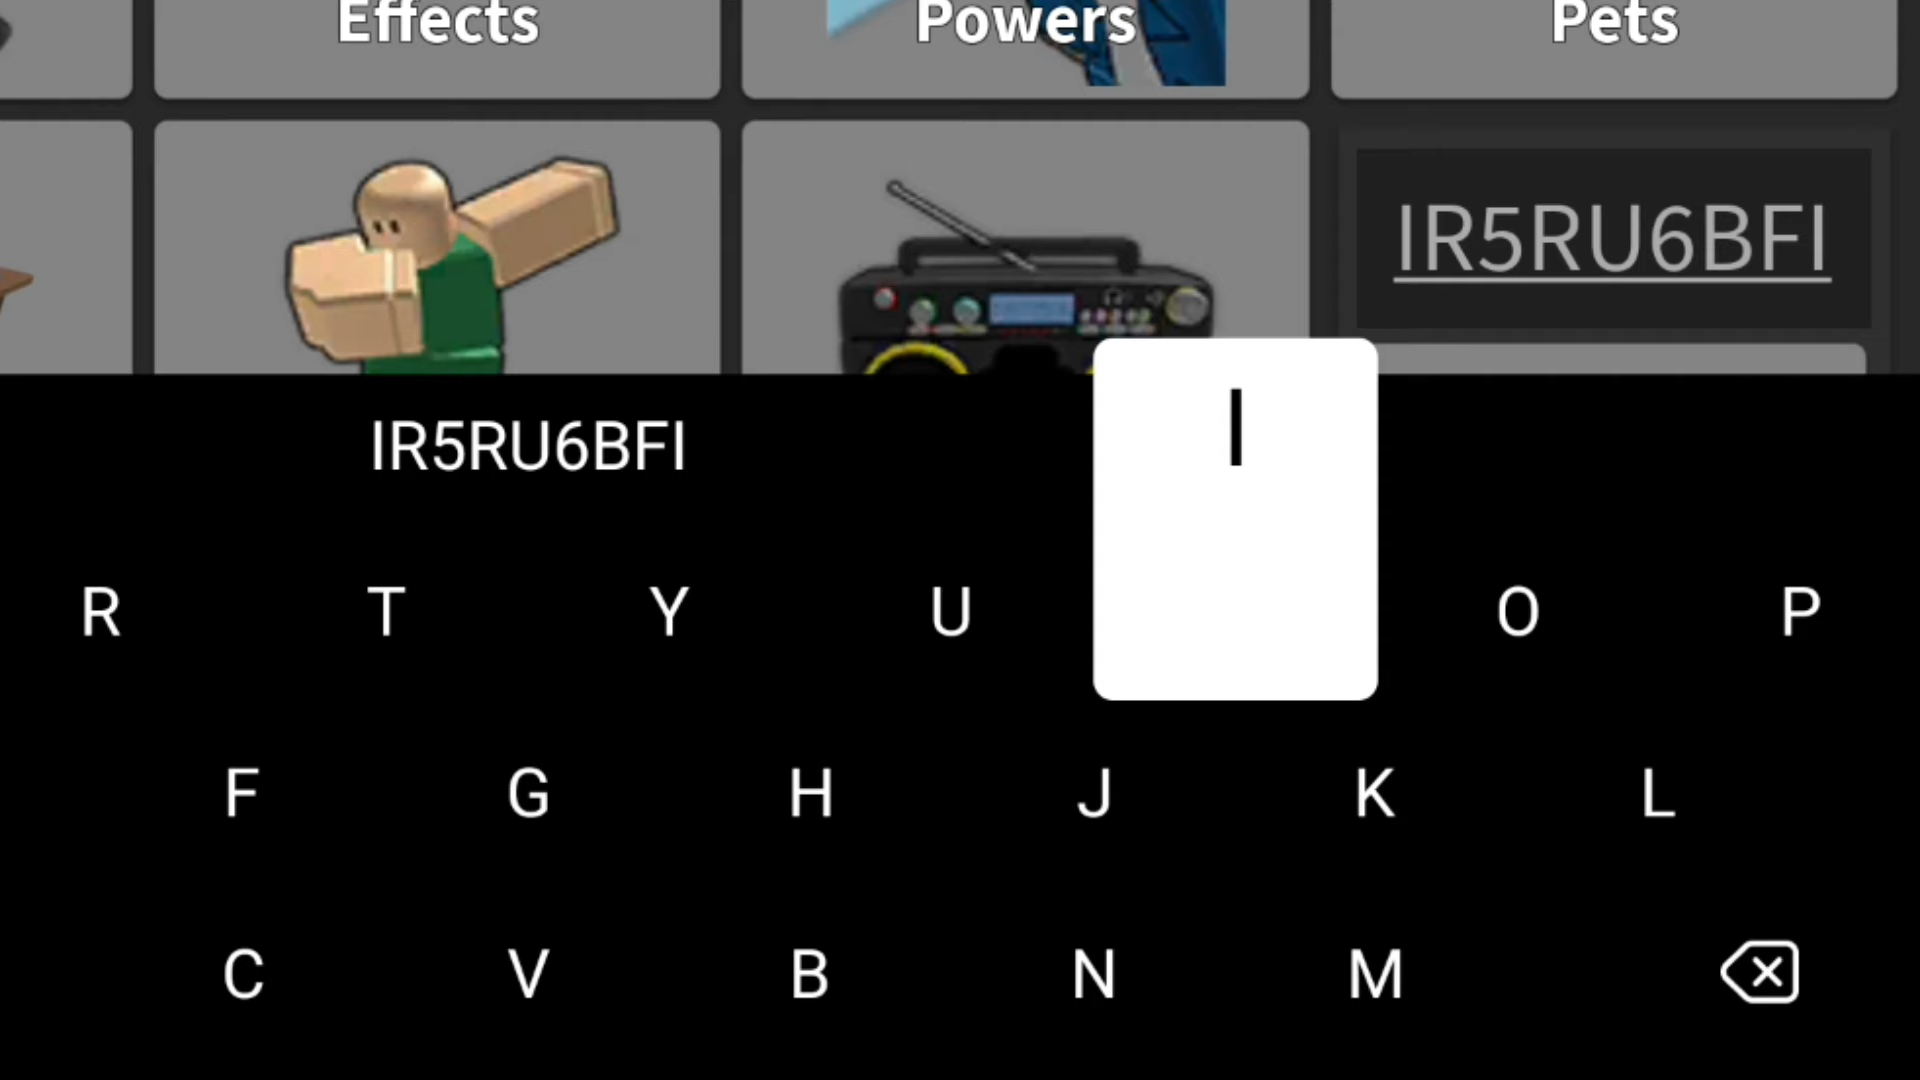 Effects
Powers
Pets
IR5RU6BFI
IR5RU6BFI
I
R T Y U O P
F G H J K L
C V B N M